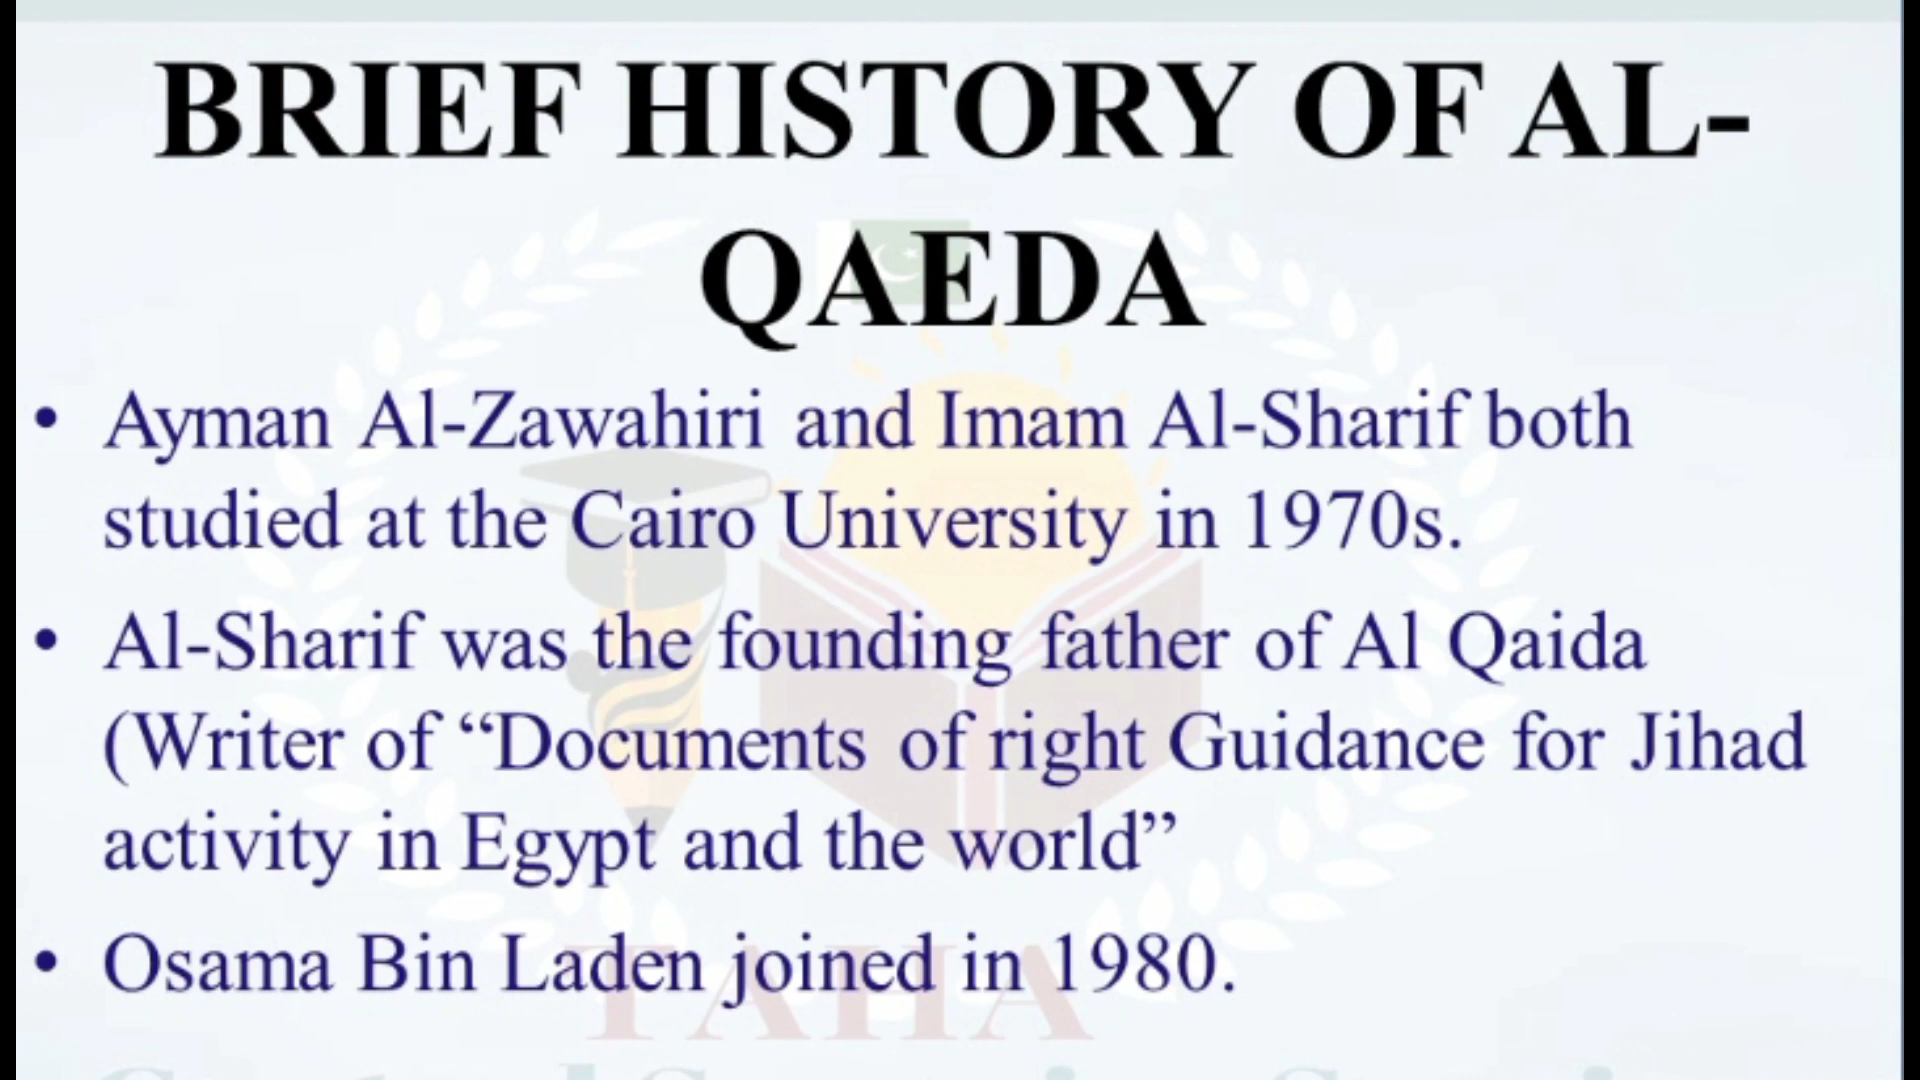 BRIEF HISTORY OF AL-
QAEDA
• Ayman Al-Zawahiri and Imam Al-Sharif both
studied at the Cairo University in 1970s.
• Al-Sharif was the founding father of Al Qaida
(Writer of “Documents of right Guidance for Jihad
activity in Egypt and the world”
• Osama Bin Laden joined in 1980.
TAHA